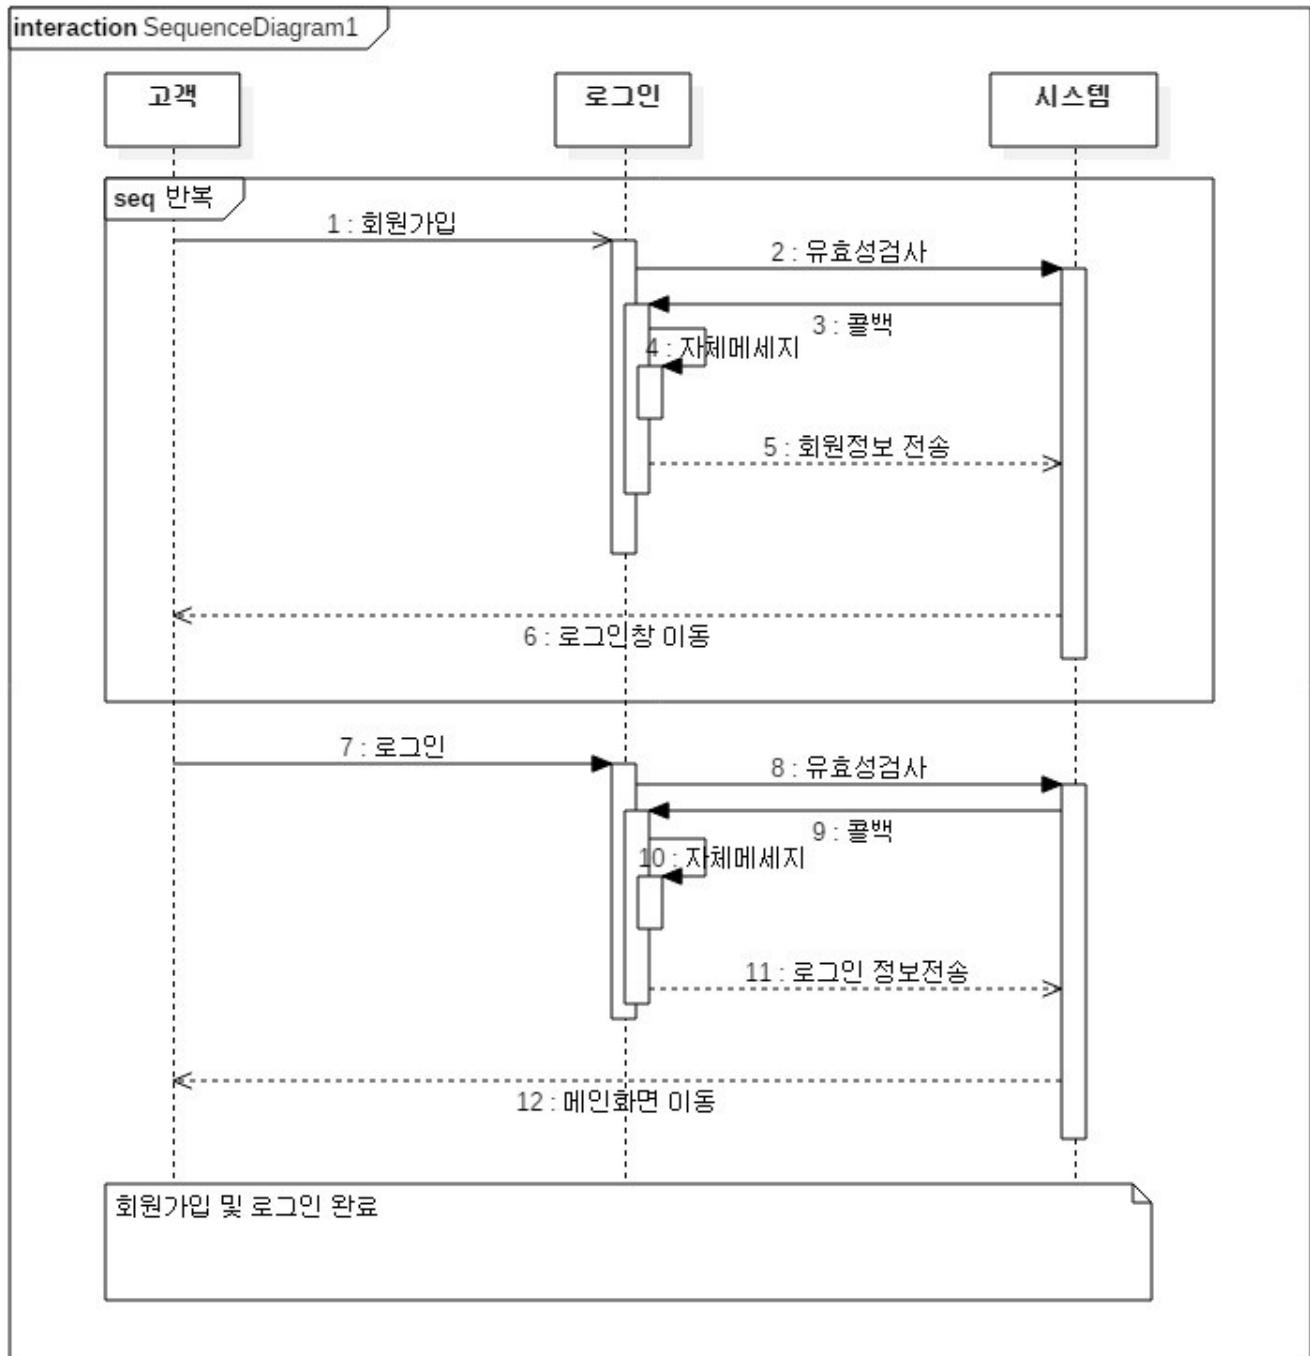 interaction SequenceDiagram1
고객
로그인
시스템
seq 반복
1 : 회원가입
2 : 유효성검사
3 : 콜백
4 : 자체메세지
5 : 회원정보 전송
6 : 로그인창 이동
7 : 로그인
8 : 유효성검사
9 : 콜백
10 : 자체메세지
11 : 로그인 정보전송
12 : 메인화면 이동
회원가입 및 로그인 완료